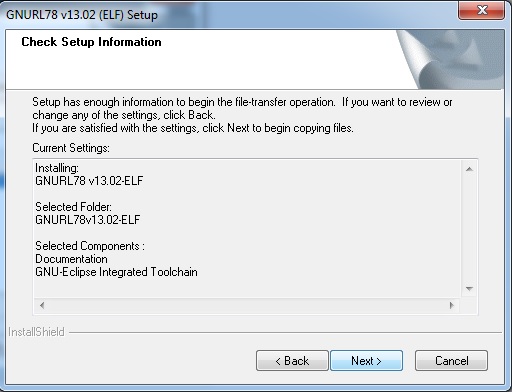 GNURL78 v13.02 (ELF) Setup
Check Setup Information
Setup has enough information to begin the file-transfer operation. If you want to review or
change any of the settings, click Back.
If you are satisfied with the settings, click Next to begin copying files.
Current Settings:
Installing:
GNURL78 v13.02-ELF
Selected Folder:
GNURL78v13.02-ELF
Selected Components :
Documentation
GNU-Eclipse Integrated Toolchain
InstallShield
< Back
Next >
Cancel